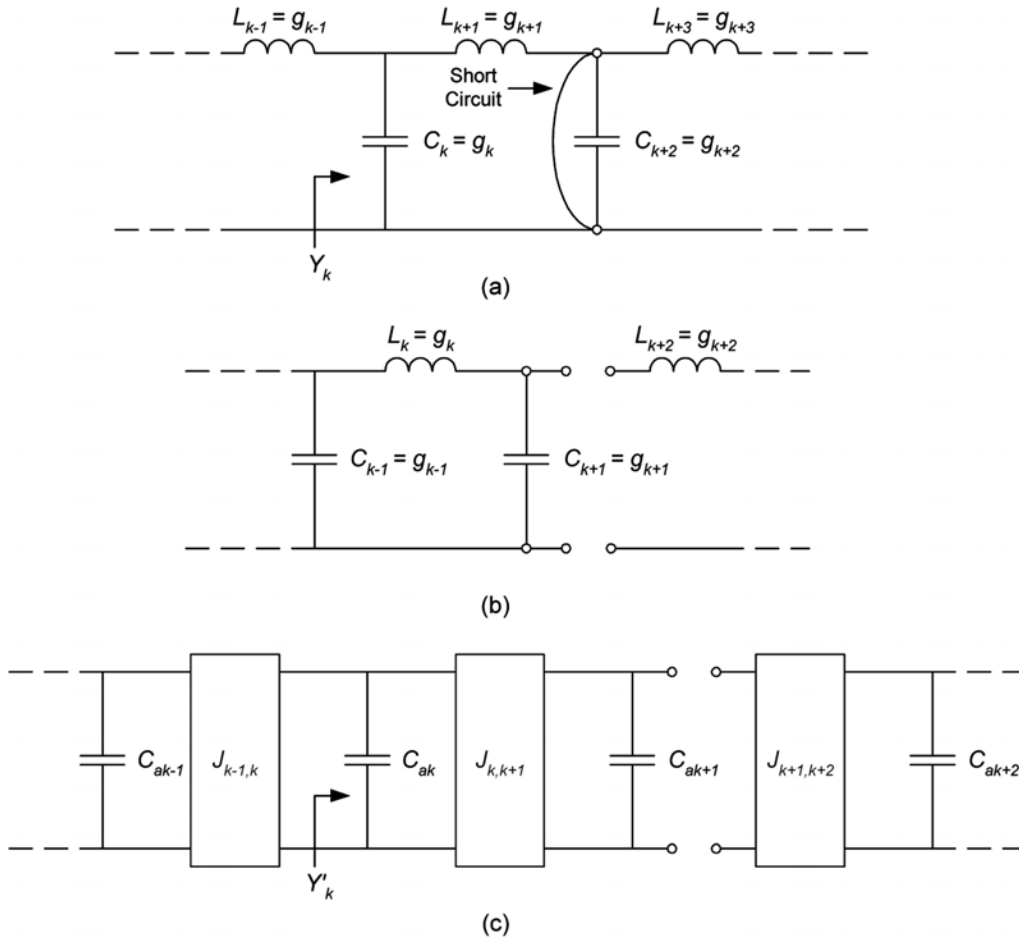 L_{k-1} = g_{k-1}
L_{k+1} = g_{k+1}
L_{k+3} = g_{k+3}
Short
Circuit
C_k = g_k
C_{k+2} = g_{k+2}
Y_k
(a)
L_k = g_k
L_{k+2} = g_{k+2}
C_{k-1} = g_{k-1}
C_{k+1} = g_{k+1}
(b)
C_{ak-1}
J_{k-1,k}
C_{ak}
J_{k,k+1}
C_{ak+1}
J_{k+1,k+2}
C_{ak+2}
Y'_k
(c)